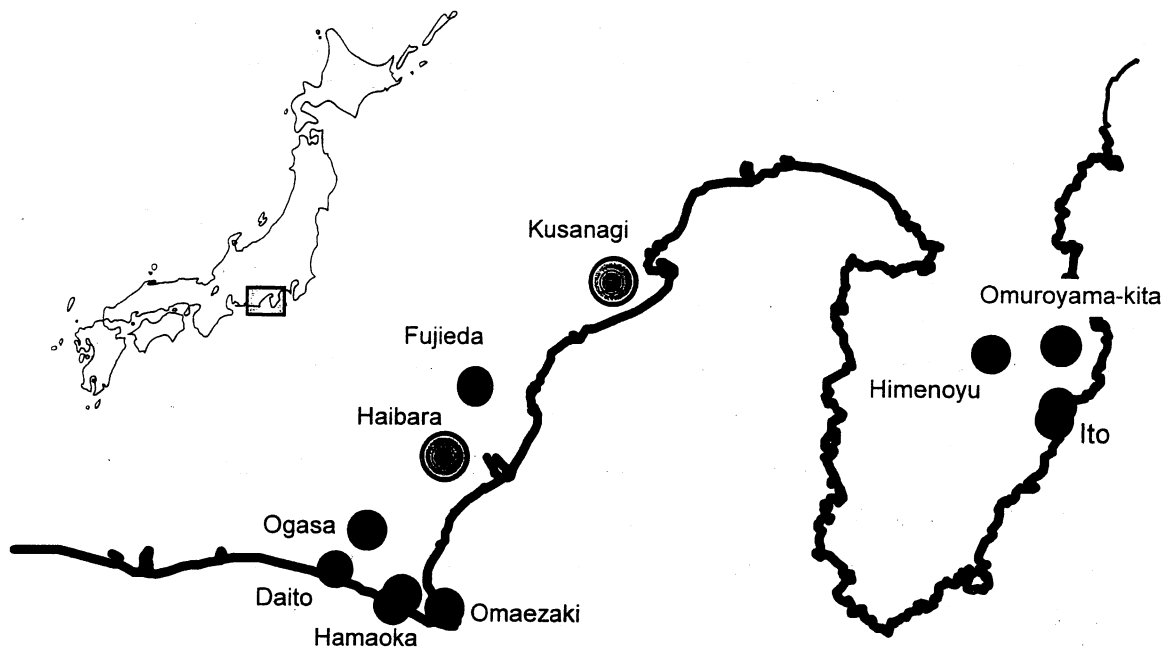 Kusanagi
Omuroyama-kita
Fujieda
Himenoyu
Haibara
Ito
Ogasa
Daito
Omaezaki
Hamaoka